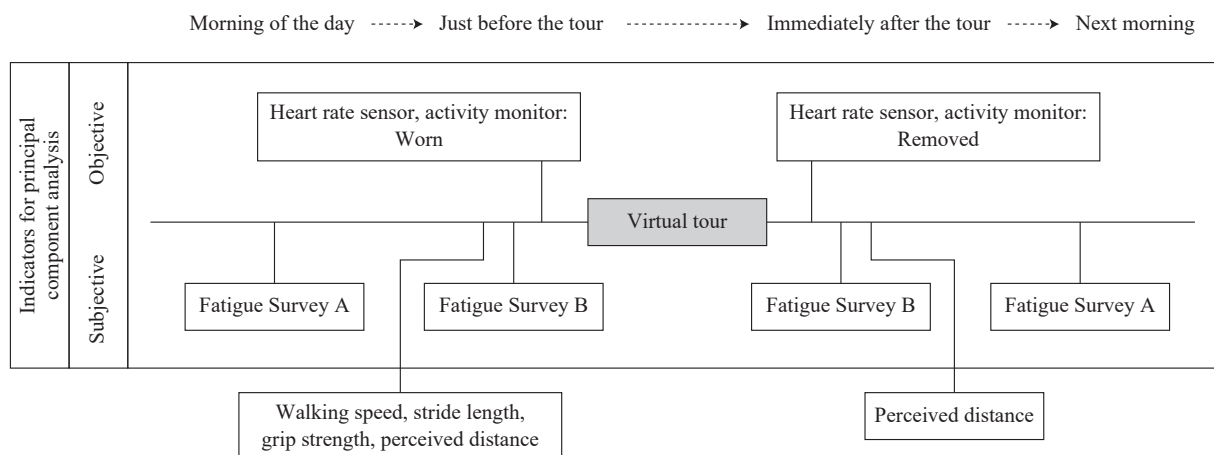 Morning of the day
Just before the tour
Immediately after the tour
Next morning
Indicators for principal
component analysis
Objective
Subjective
Heart rate sensor, activity monitor:
Worn
Heart rate sensor, activity monitor:
Removed
Virtual tour
Fatigue Survey A
Fatigue Survey B
Fatigue Survey B
Fatigue Survey A
Walking speed, stride length,
grip strength, perceived distance
Perceived distance